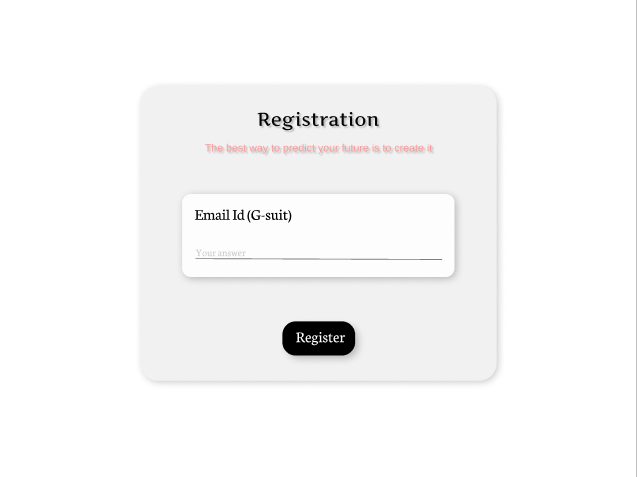 Registration
The best way to predict your future is to create it
Email Id (G-suit)
Your answer
Register